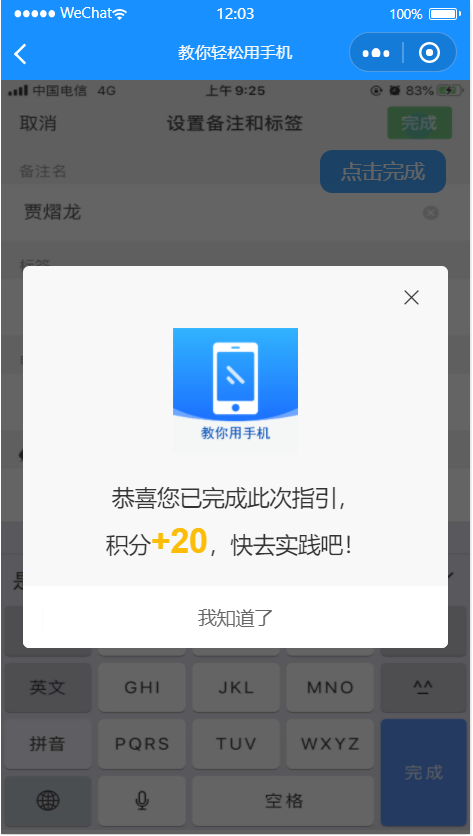 WeChat 12:03 100%
教你轻松用手机
中国电信 4G 上午 9:25 83%
取消 设置备注和标签 完成
备注名
点击完成
贾熠龙
标签
教你用手机
恭喜您已完成此次指引，
积分+20，快去实践吧！
我知道了
英文 GHI JKL MNO ^^
拼音 PQRS TUV WXYZ
完成
空格